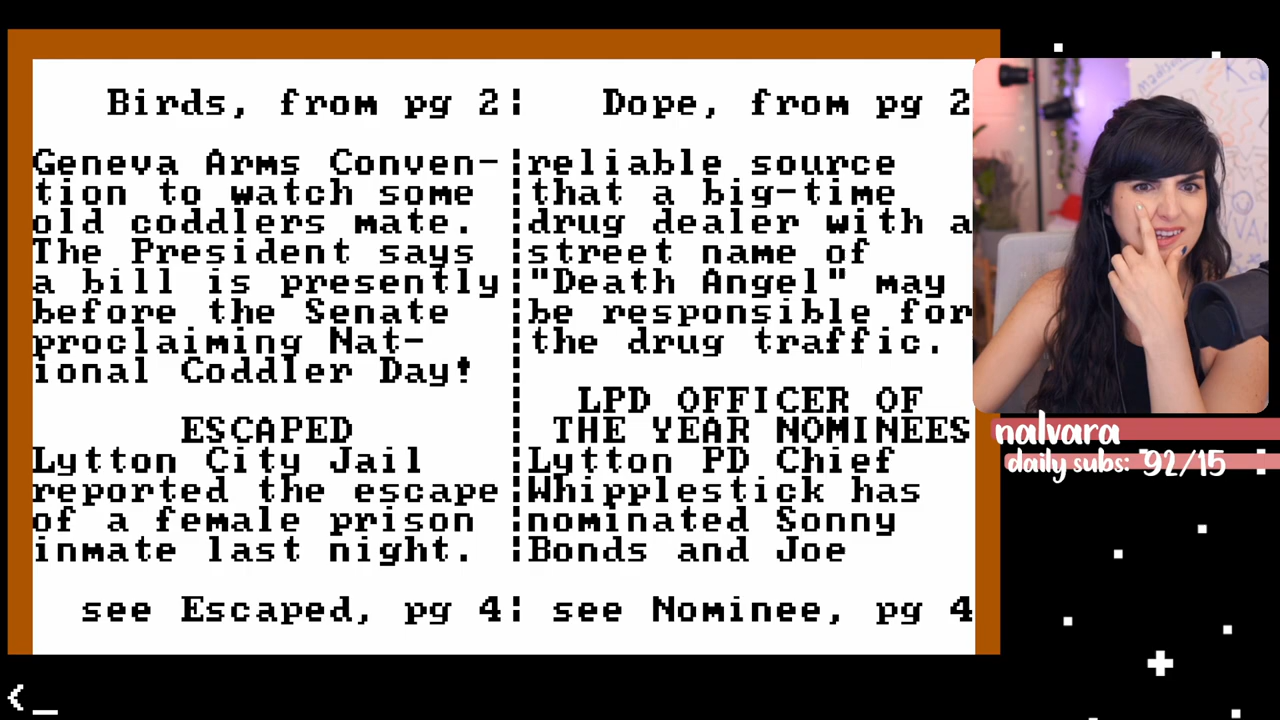 Birds, from pg 2
Geneva Arms Conven-
tion to watch some
old coddlers mate.
The President says
a bill is presently
before the Senate
proclaiming Nat-
ional Coddler Day!
ESCAPED
Lytton City Jail
reported the escape
of a female prison
inmate last night.
see Escaped, pg 4
Dope, from pg 2
reliable source
that a big-time
drug dealer with a
street name of
"Death Angel" may
be responsible for
the drug traffic.
LPD OFFICER OF
THE YEAR NOMINEES
Lytton PD Chief
Whipplestick has
nominated Sonny
Bonds and Joe
see Nominee, pg 4
nalvara
daily subs: 92/15
<_